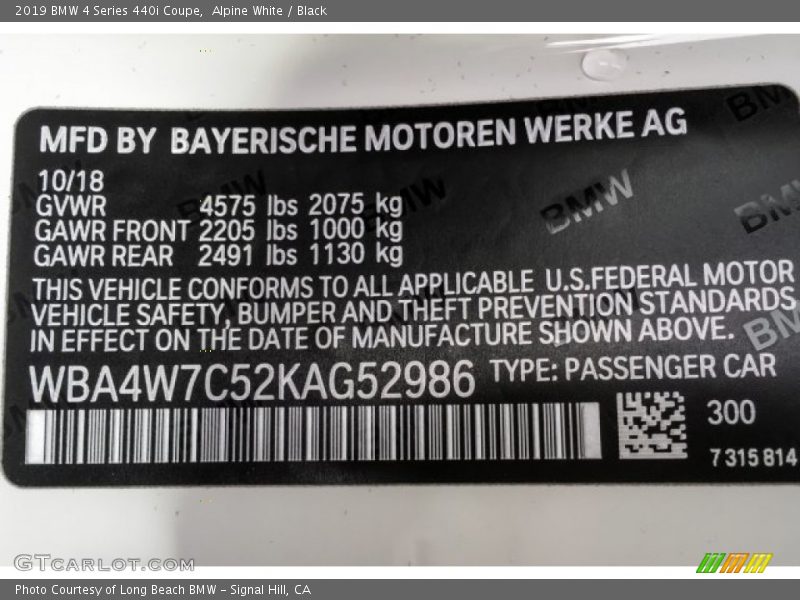 2019 BMW 4 Series 440i Coupe,  Alpine White / Black
MFD BY BAYERISCHE MOTOREN WERKE AG
10/18
GVWR 4575 lbs 2075 kg
GAWR FRONT 2205 lbs 1000 kg
GAWR REAR 2491 lbs 1130 kg
THIS VEHICLE CONFORMS TO ALL APPLICABLE U.S.FEDERAL MOTOR
VEHICLE SAFETY, BUMPER AND THEFT PREVENTION STANDARDS
IN EFFECT ON THE DATE OF MANUFACTURE SHOWN ABOVE.
WBA4W7C52KAG52986 TYPE: PASSENGER CAR
300
7 315 814
BMW
BMW
BMW
BMW
GTCARLOT.COM
Photo Courtesy of Long Beach BMW - Signal Hill, CA